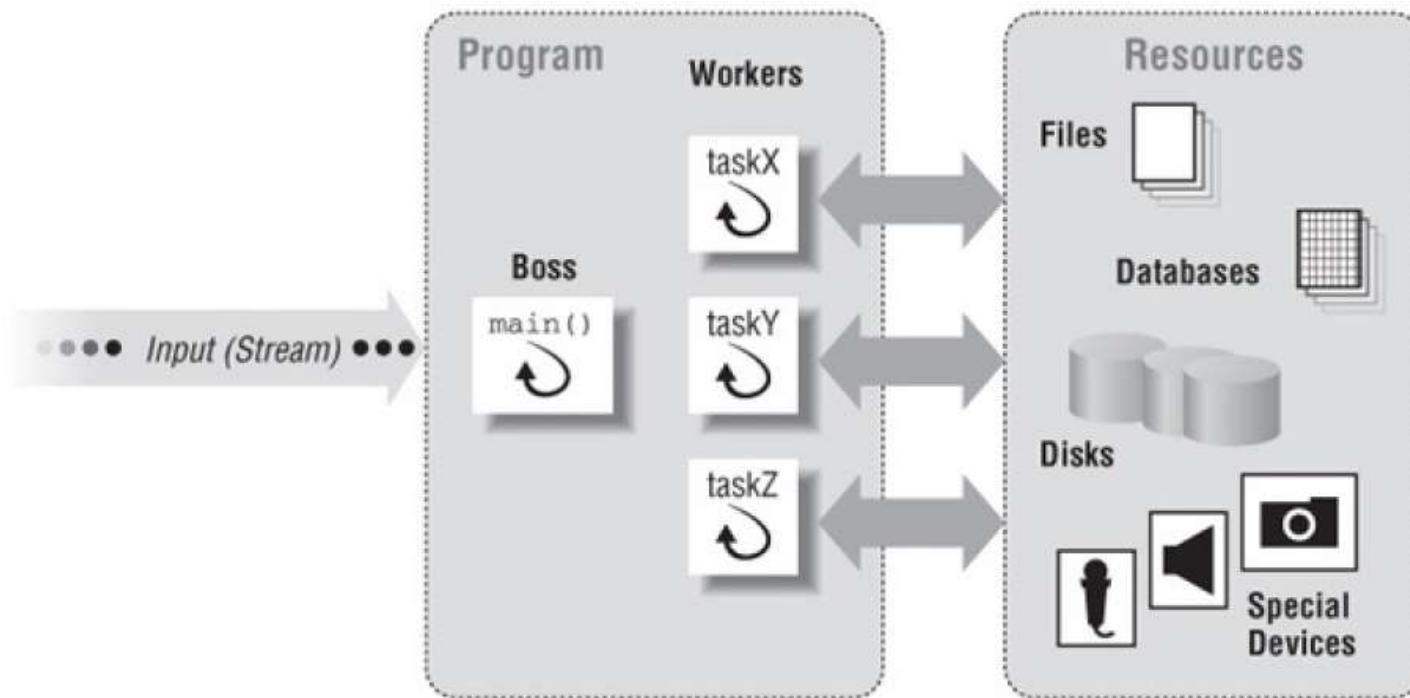 Program
Workers
taskX
Boss
main()
taskY
taskZ
Input (Stream)
Resources
Files
Databases
Disks
Special
Devices